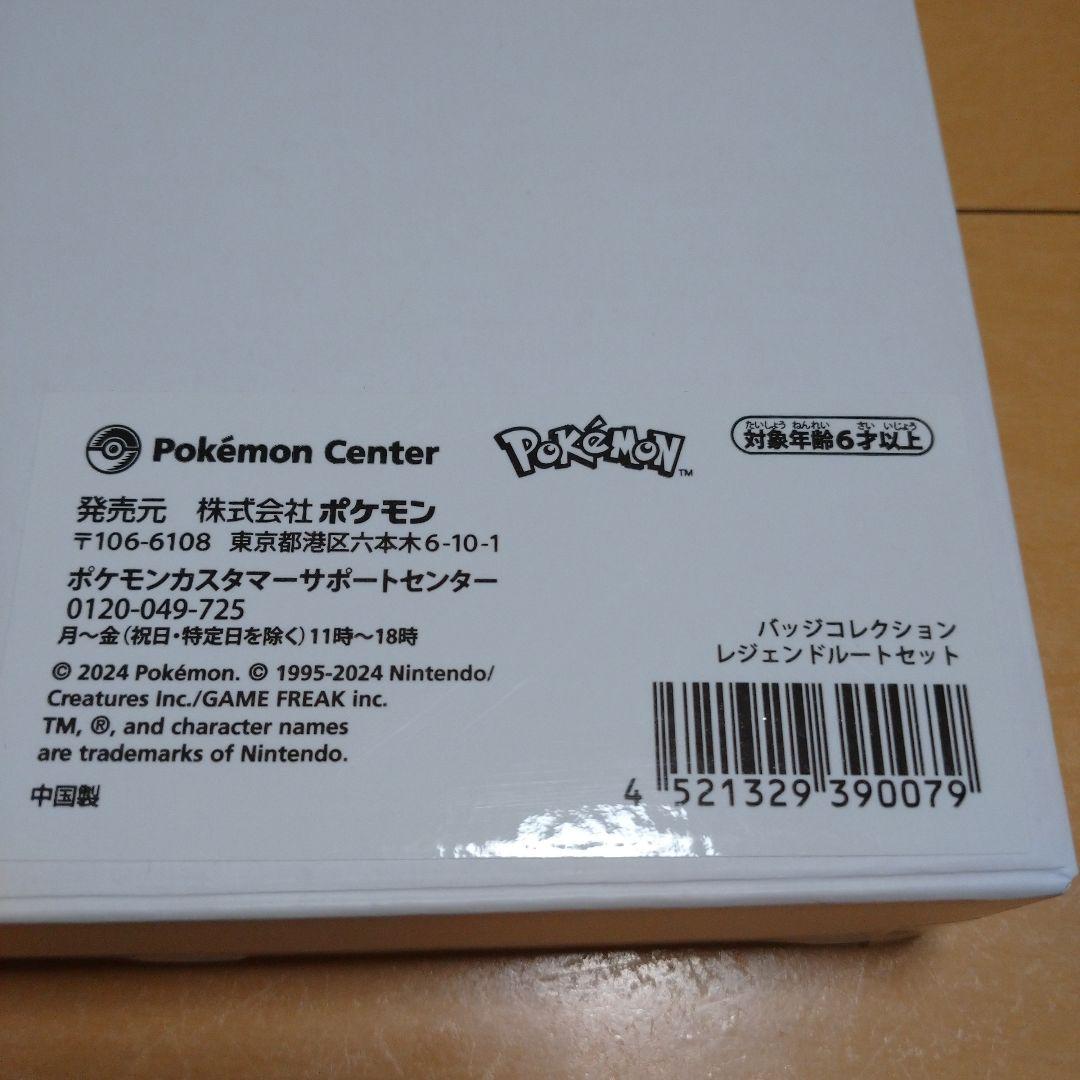 Pokémon Center
POKéMON™
たいしょう ねんれい さい いじょう
対象年齢6才以上
発売元 株式会社 ポケモン
〒106-6108 東京都港区六本木6-10-1
ポケモンカスタマーサポートセンター
0120-049-725
月～金（祝日・特定日を除く）11時～18時
© 2024 Pokémon. © 1995-2024 Nintendo/
Creatures Inc./GAME FREAK inc.
TM, ®, and character names
are trademarks of Nintendo.
中国製
バッジコレクション
レジェンドルートセット
4 521329 390079